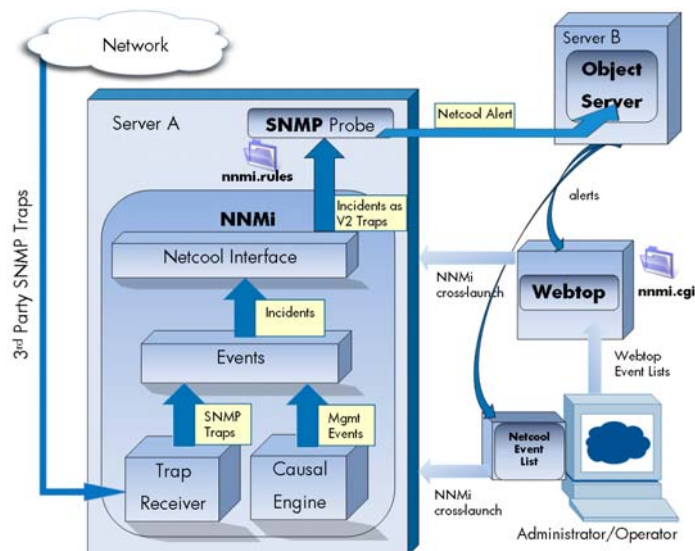 Network
Server A
SNMP Probe
nnmi.rules
NNMi
Incidents as
V2 Traps
Netcool Interface
Incidents
Events
SNMP
Traps
Mgmt
Events
Trap
Receiver
Causal
Engine
3rd Party SNMP Traps
Netcool Alert
Server B
Object
Server
alerts
NNMi
cross-launch
Webtop
nnmi.cgi
Webtop
Event Lists
Netcool
Event
List
NNMi
cross-launch
Administrator/Operator